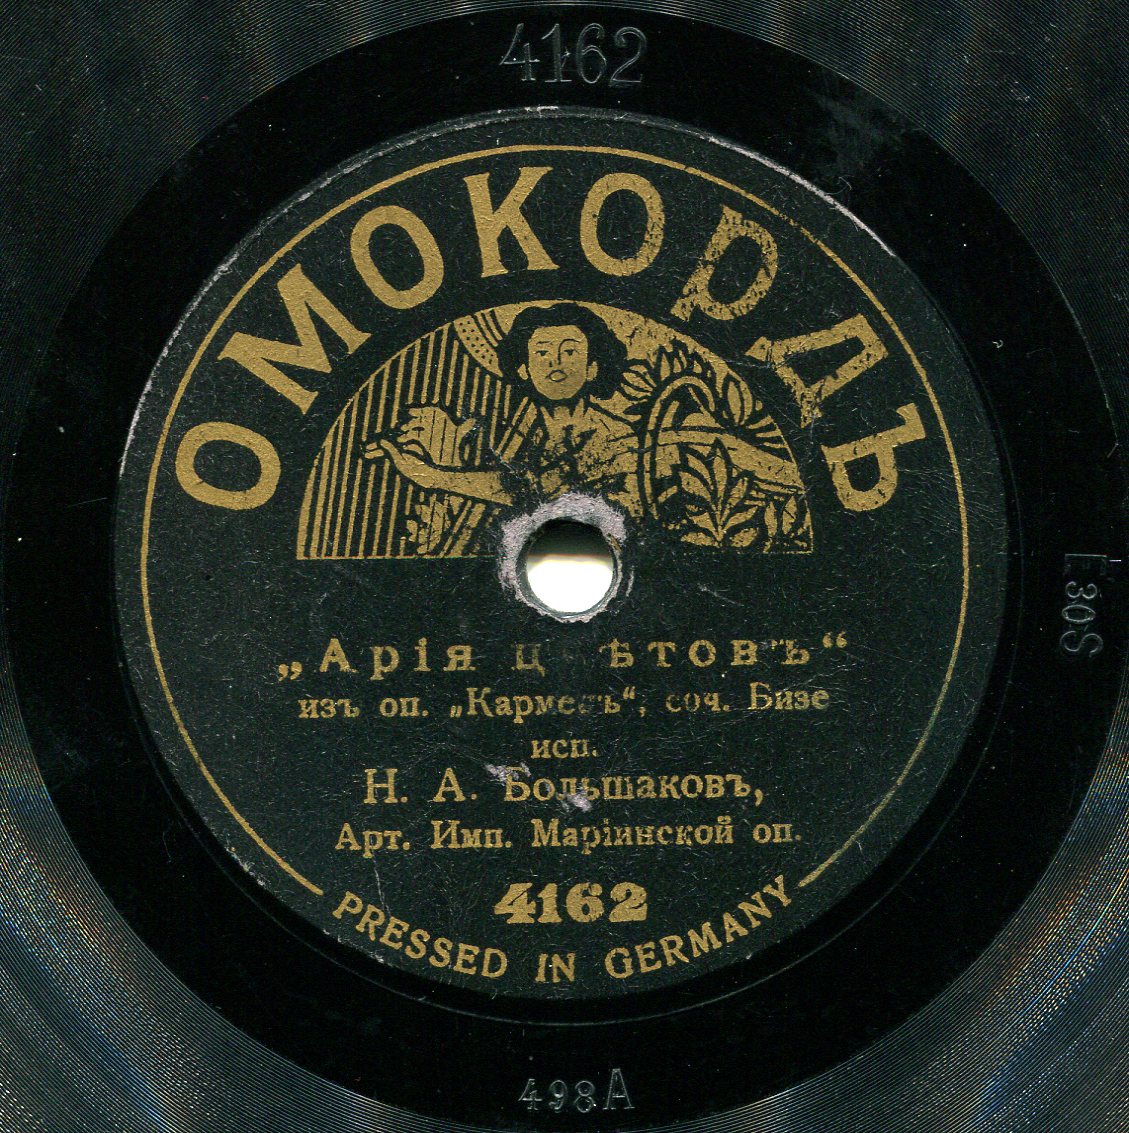 4162
ОМОКОРДЪ
„Арія цвѣтовъ“
изъ оп. „Карменъ“, соч. Бизе
исп.
Н. А. Большаковъ,
Арт. Имп. Маріинской оп.
4162
PRESSED IN GERMANY
E30S
498A